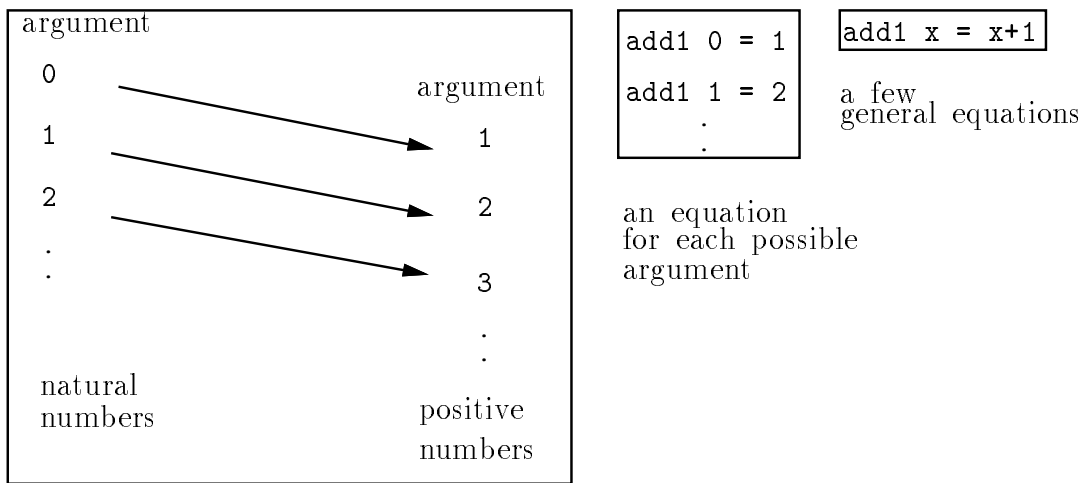 argument
0
1
2
.
.
natural
numbers
argument
1
2
3
.
.
positive
numbers
add1 0 = 1
add1 1 = 2
.
.
an equation
for each possible
argument
add1 x = x+1
a few
general equations